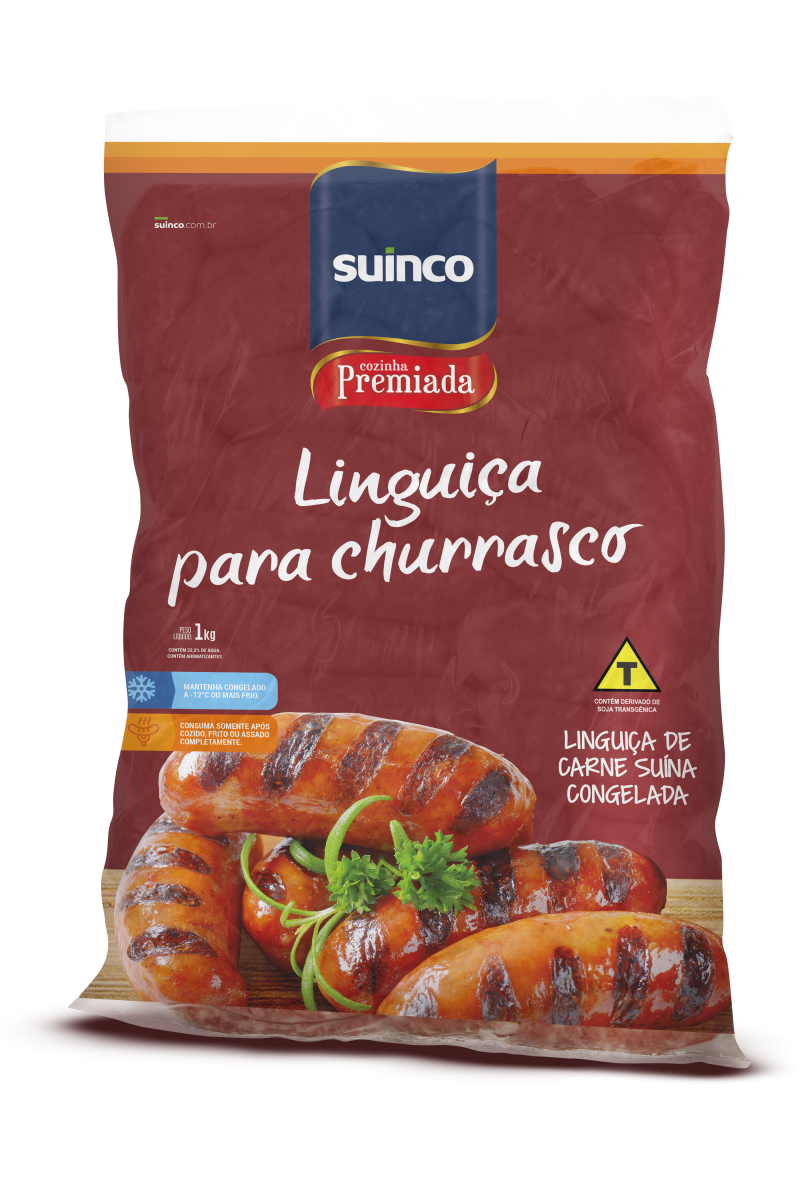 suinco.com.br
suinco
cozinha
Premiada
Linguiça
para churrasco
PESO
LÍQUIDO: 1kg
CONTÉM 22,2% DE ÁGUA.
CONTÉM AROMATIZANTES
MANTENHA CONGELADO
A -12°C OU MAIS FRIO.
CONSUMA SOMENTE APÓS
COZIDO, FRITO OU ASSADO
COMPLETAMENTE.
T
CONTÉM DERIVADO DE
SOJA TRANSGÊNICA
LINGUIÇA DE
CARNE SUÍNA
CONGELADA